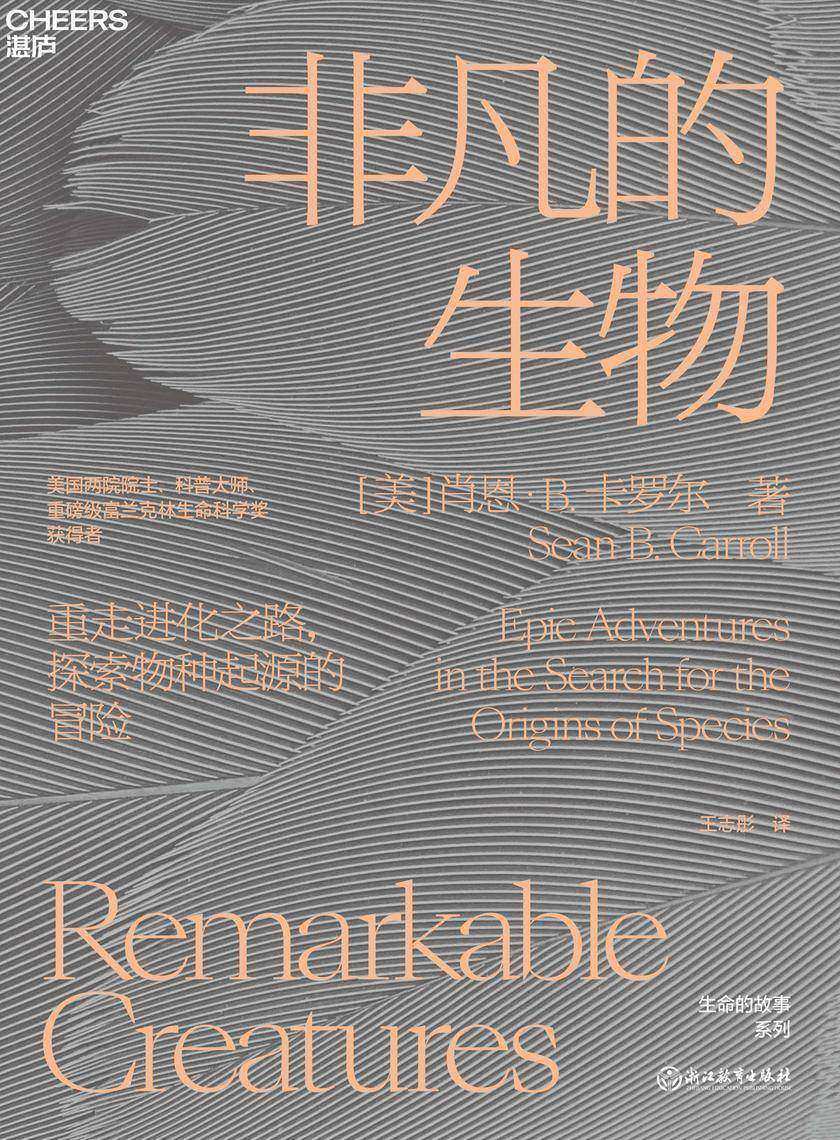 CHEERS
湛庐
非凡的
生物
美国两院院士、科普大师、
重磅级富兰克林生命科学奖
获得者
[美]肖恩·B.卡罗尔 著
Sean B. Carroll
重走进化之路，
探索物种起源的
冒险
Epic Adventures
in the Search for the
Origins of Species
王志彤 译
Remarkable
Creatures
生命的故事
系列
浙江教育出版社
ZHEJIANG EDUCATION PUBLISHING HOUSE